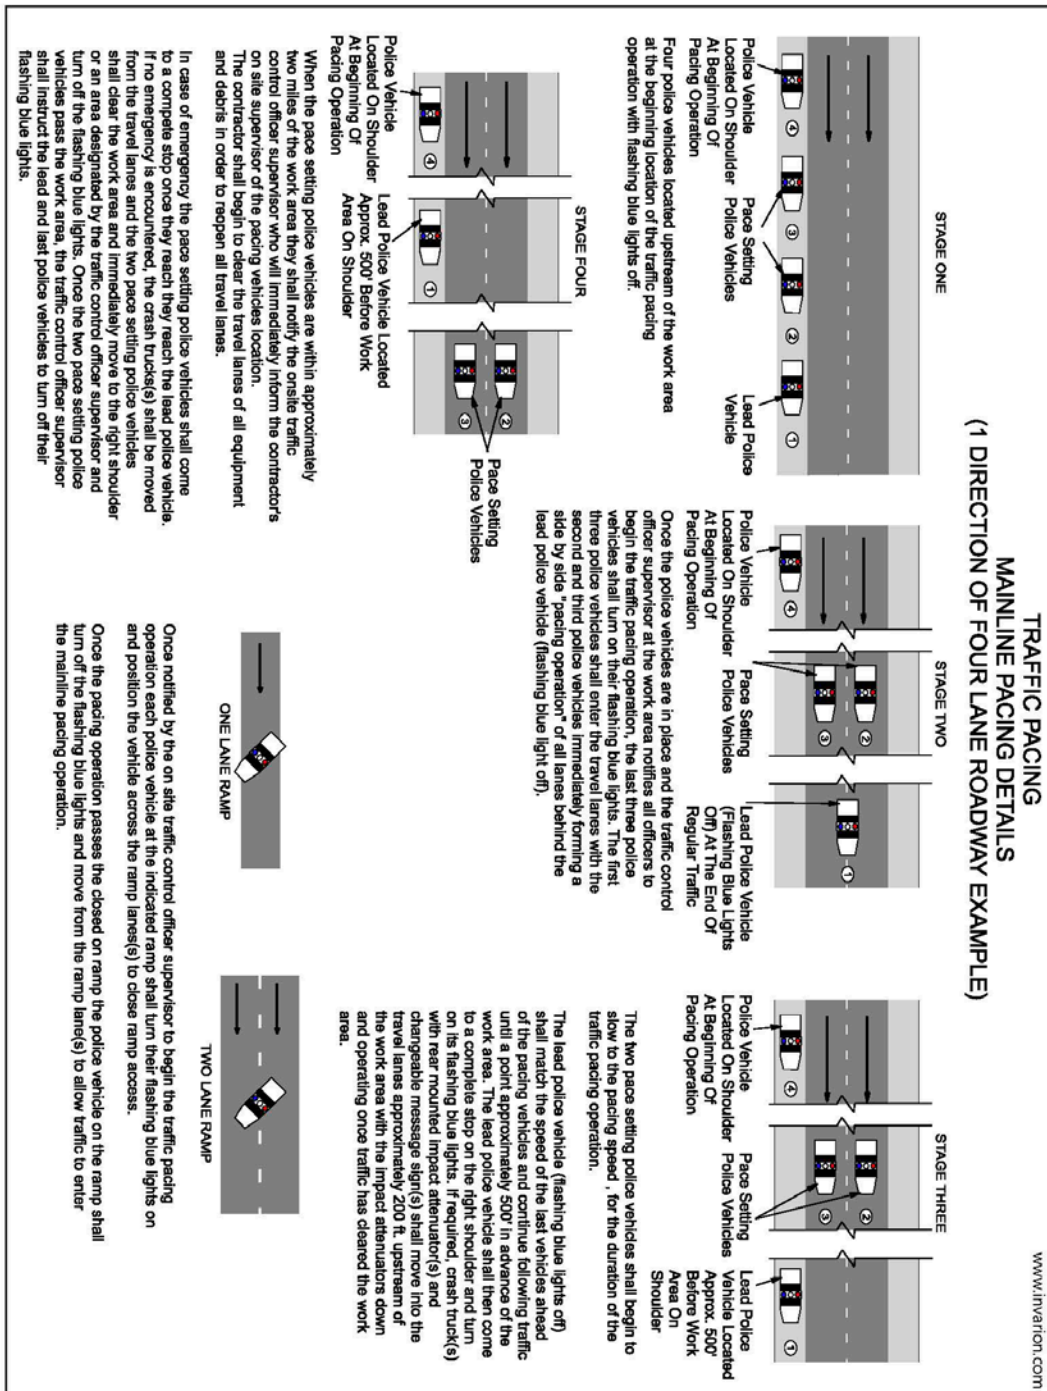 www.invarion.com
TRAFFIC PACING
MAINLINE PACING DETAILS
(1 DIRECTION OF FOUR LANE ROADWAY EXAMPLE)
STAGE ONE
④
③
②
①
Police Vehicle
Located On Shoulder
At Beginning Of
Pacing Operation
Pace Setting
Police Vehicles
Lead Police
Vehicle
Four police vehicles located upstream of the work area
at the beginning location of the traffic pacing
operation with flashing blue lights off.
STAGE TWO
④
②
③
①
Police Vehicle
Located On Shoulder
At Beginning Of
Pacing Operation
Pace Setting
Police Vehicles
Lead Police Vehicle
(Flashing Blue Lights
Off) At The End Of
Regular Traffic
Once the police vehicles are in place and the traffic control
officer supervisor at the work area notifies all officers to
begin the traffic pacing operation, the last three police
vehicles shall turn on their flashing blue lights. The first
three police vehicles shall enter the travel lanes with the
second and third police vehicles immediately forming a
side by side "pacing operation" of all lanes behind the
lead police vehicle (flashing blue light off).
STAGE THREE
④
②
③
①
Police Vehicle
Located On Shoulder
At Beginning Of
Pacing Operation
Pace Setting
Police Vehicles
Lead Police
Vehicle Located
Approx. 500'
Before Work
Area On
Shoulder
The two pace setting police vehicles shall begin to
slow to the pacing speed , for the duration of the
traffic pacing operation.
The lead police vehicle (flashing blue lights off)
shall match the speed of the last vehicles ahead
of the pacing vehicles and continue following traffic
until a point approximately 500' in advance of the
work area. The lead police vehicle shall then come
to a complete stop on the right shoulder and turn
on its flashing blue lights. If required, crash truck(s)
with rear mounted impact attenuator(s) and
changeable message sign(s) shall move into the
travel lanes approximately 200 ft. upstream of
the work area with the impact attenuators down
and operating once traffic has cleared the work
area.
STAGE FOUR
④
①
②
③
Police Vehicle
Located On Shoulder
At Beginning Of
Pacing Operation
Lead Police Vehicle Located
Approx. 500' Before Work
Area On Shoulder
Pace Setting
Police Vehicles
When the pace setting police vehicles are within approximately
two miles of the work area they shall notify the onsite traffic
control officer supervisor who will immediately inform the contractor's
on site supervisor of the pacing vehicles location.
The contractor shall begin to clear the travel lanes of all equipment
and debris in order to reopen all travel lanes.
In case of emergency the pace setting police vehicles shall come
to a compete stop once they reach they reach the lead police vehicle.
If no emergency is encountered, the crash trucks(s) shall be moved
from the travel lanes and the two pace setting police vehicles
shall clear the work area and immediately move to the right shoulder
or an area designated by the traffic control officer supervisor and
turn off the flashing blue lights. Once the two pace setting police
vehicles pass the work area, the traffic control officer supervisor
shall instruct the lead and last police vehicles to turn off their
flashing blue lights.
ONE LANE RAMP
TWO LANE RAMP
Once notified by the on site traffic control officer supervisor to begin the traffic pacing
operation each police vehicle at the indicated ramp shall turn their flashing blue lights on
and position the vehicle across the ramp lanes(s) to close ramp access.
Once the pacing operation passes the closed on ramp the police vehicle on the ramp shall
turn off the flashing blue lights and move from the ramp lane(s) to allow traffic to enter
the mainline pacing operation.